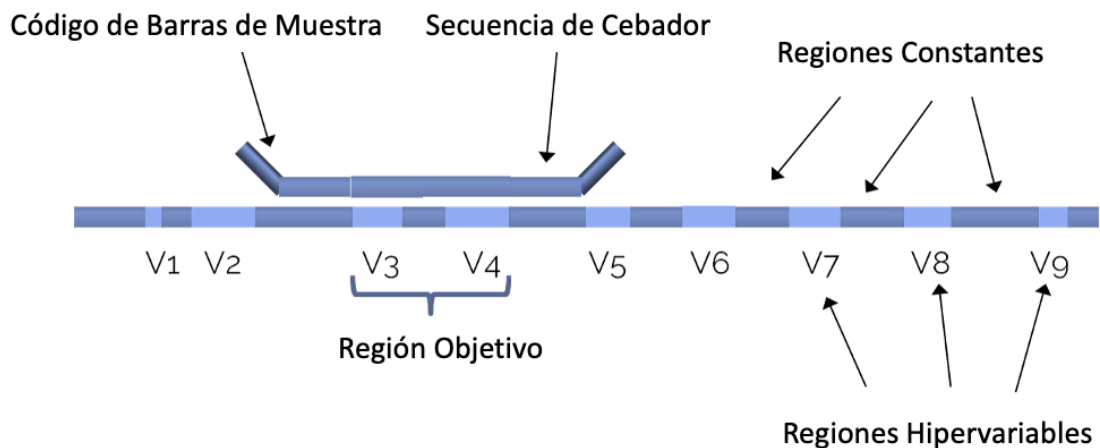 Código de Barras de Muestra
Secuencia de Cebador
Regiones Constantes
V1
V2
V3
V4
V5
V6
V7
V8
V9
Región Objetivo
Regiones Hipervariables